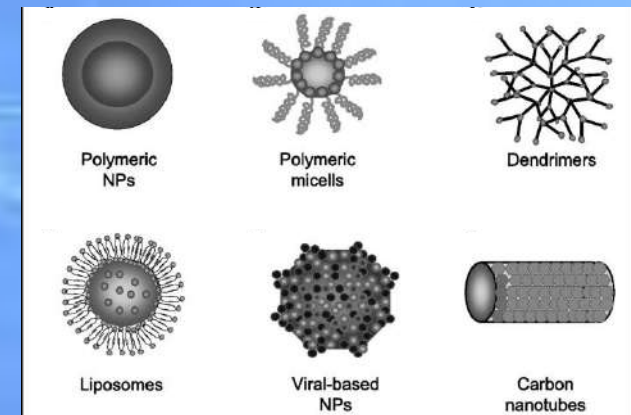 Polymeric
NPs
Polymeric
micells
Dendrimers
Liposomes
Viral-based
NPs
Carbon
nanotubes